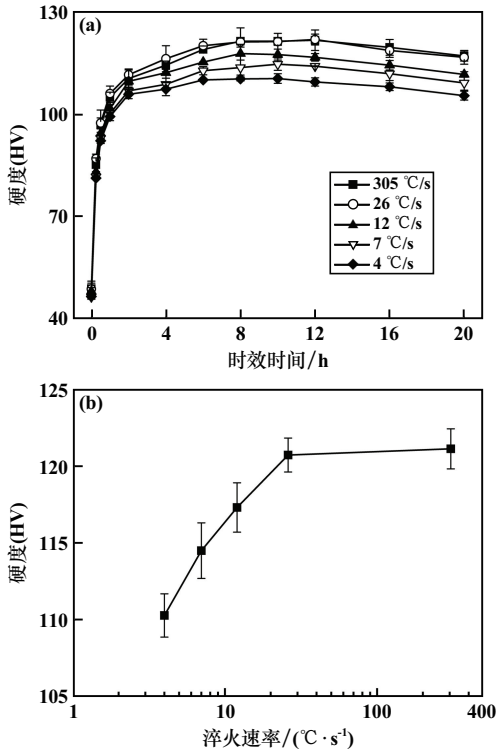 (a)
130
100
70
40
硬度(HV)
305 ℃/s
26 ℃/s
12 ℃/s
7 ℃/s
4 ℃/s
0 4 8 12 16 20
时效时间/h
(b)
125
120
115
110
105
硬度(HV)
1 10 100 400
淬火速率/(℃·s⁻¹)